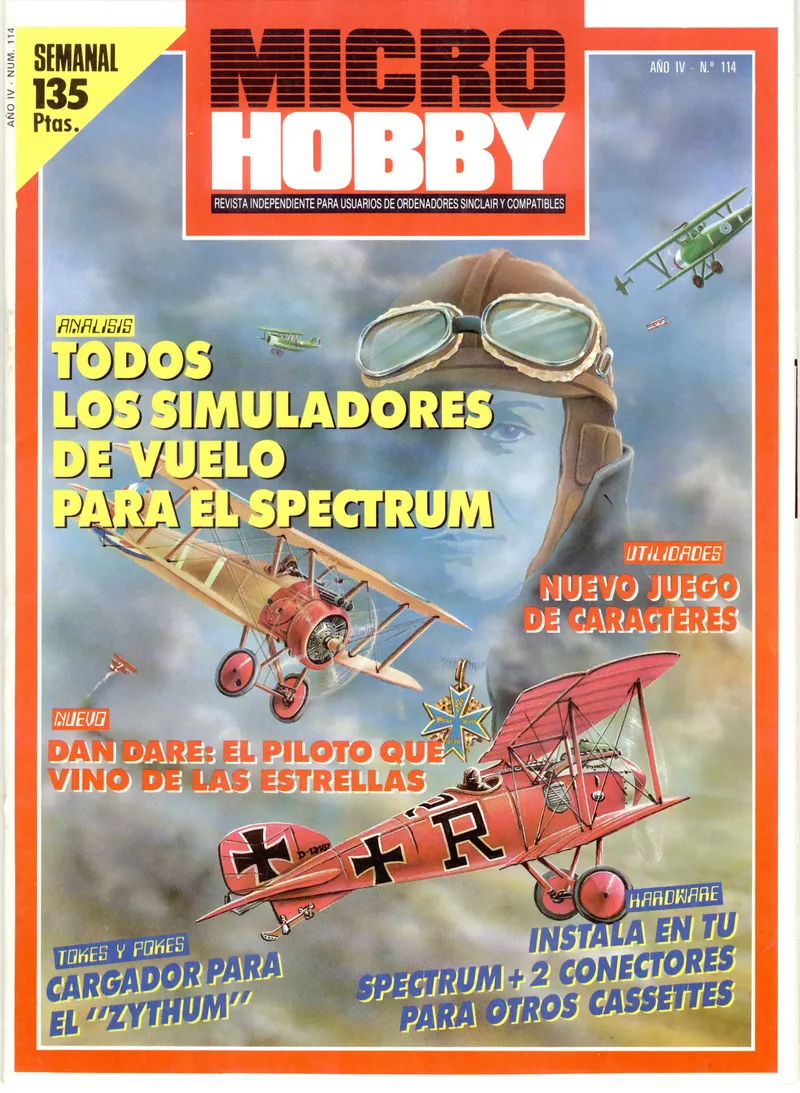 AÑO IV - NUM. 114
SEMANAL
135
Ptas.
MICRO
HOBBY
AÑO IV - N.º 114
REVISTA INDEPENDIENTE PARA USUARIOS DE ORDENADORES SINCLAIR Y COMPATIBLES
ANALISIS
TODOS
LOS SIMULADORES
DE VUELO
PARA EL SPECTRUM
UTILIDADES
NUEVO JUEGO
DE CARACTERES
NUEVO
DAN DARE: EL PILOTO QUE
VINO DE LAS ESTRELLAS
R
HARDWARE
INSTALA EN TU
SPECTRUM + 2 CONECTORES
PARA OTROS CASSETTES
TOKES Y POKES
CARGADOR PARA
EL "ZYTHUM"